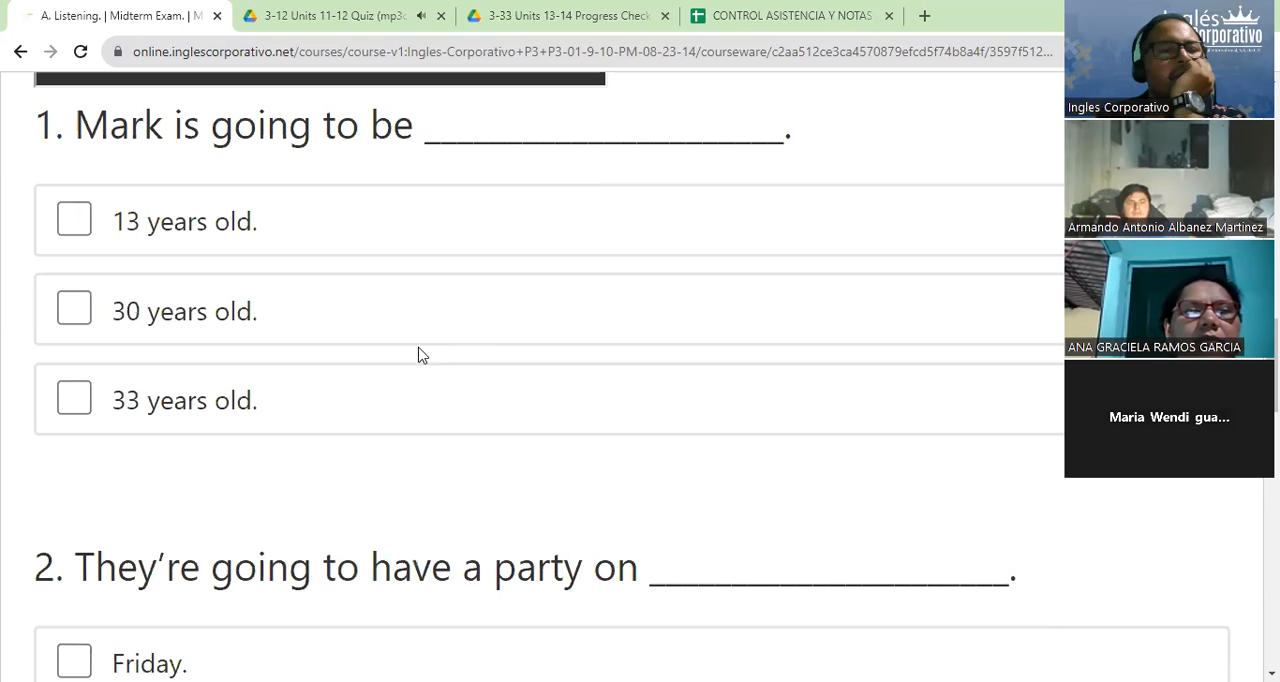 A. Listening. | Midterm Exam. | M
3-12 Units 11-12 Quiz (mp3c
3-33 Units 13-14 Progress Check
CONTROL ASISTENCIA Y NOTAS
online.inglescorporativo.net/courses/course-v1:Ingles-Corporativo+P3+P3-01-9-10-PM-08-23-14/courseware/c2aa512ce3ca4570879efcd5f74b8a4f/3597f512...
1. Mark is going to be ____________________.
13 years old.
30 years old.
33 years old.
2. They’re going to have a party on ____________________.
Friday.
Ingles Corporativo
Armando Antonio Albanez Martinez
ANA GRACIELA RAMOS GARCIA
Maria Wendi gua...